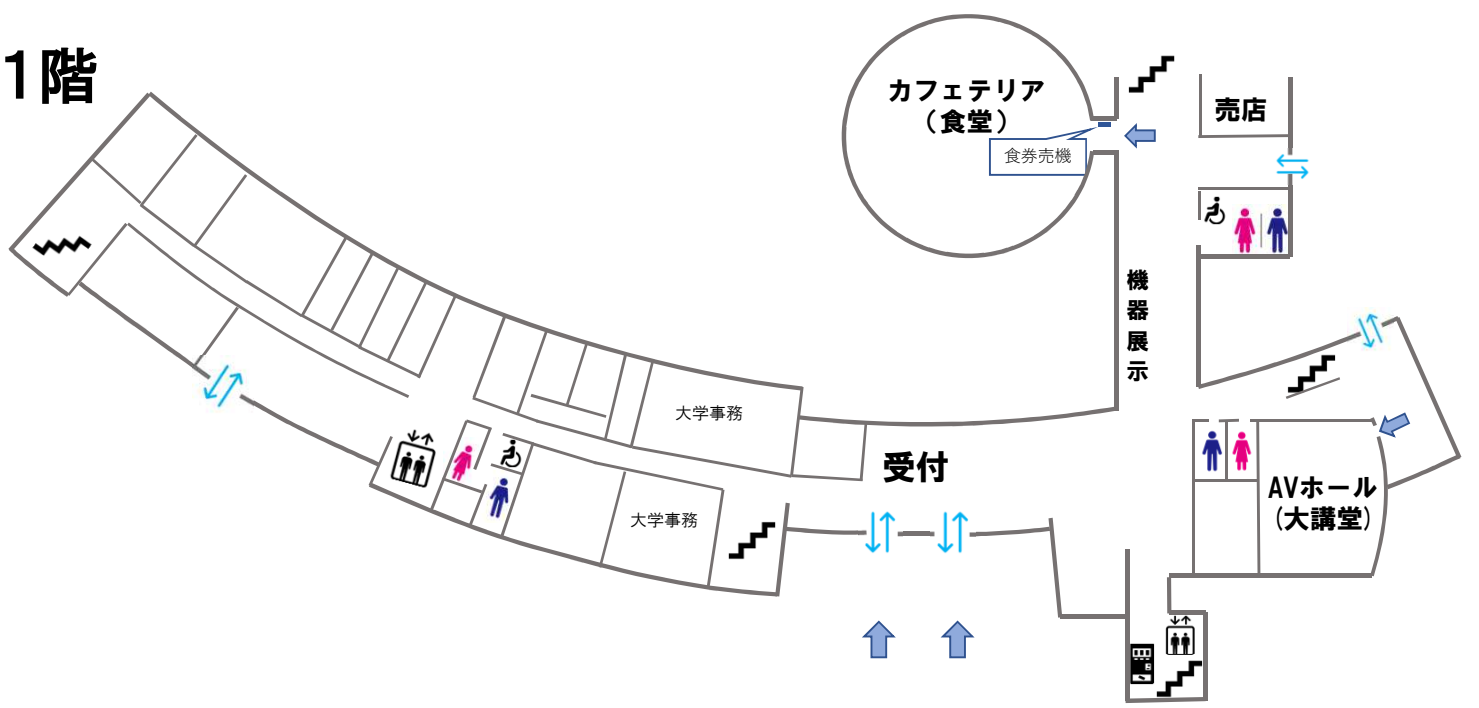 1階
カフェテリア
（食堂）
売店
食券売機
機器展示
大学事務
受付
AVホール
(大講堂)
大学事務